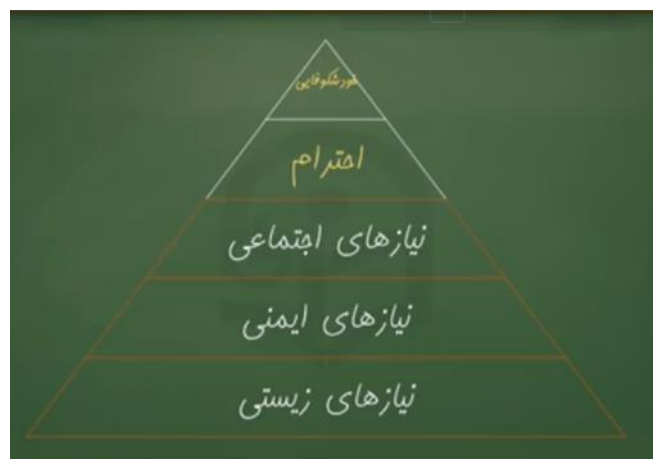 خودشکوفایی
احترام
نیازهای اجتماعی
نیازهای ایمنی
نیازهای زیستی